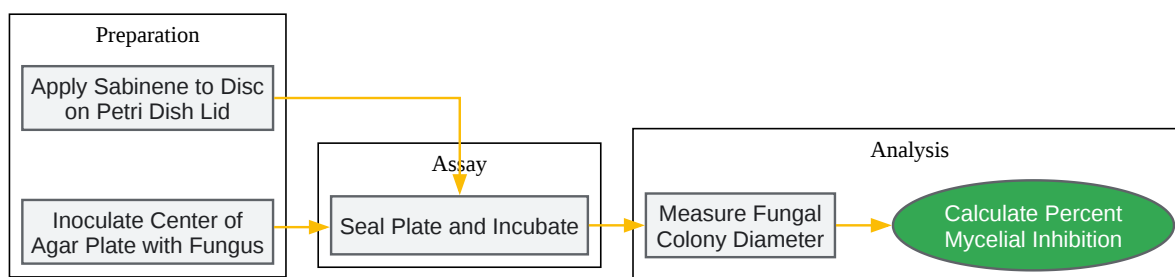 Preparation
Apply Sabinene to Disc
on Petri Dish Lid
Inoculate Center of
Agar Plate with Fungus
Assay
Seal Plate and Incubate
Analysis
Measure Fungal
Colony Diameter
Calculate Percent
Mycelial Inhibition